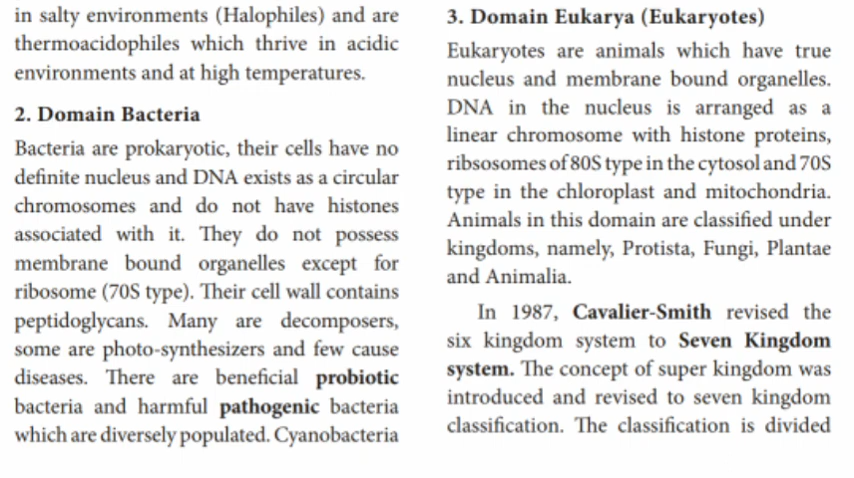 in salty environments (Halophiles) and are
thermoacidophiles which thrive in acidic
environments and at high temperatures.
2. Domain Bacteria
Bacteria are prokaryotic, their cells have no
definite nucleus and DNA exists as a circular
chromosomes and do not have histones
associated with it. They do not possess
membrane bound organelles except for
ribosome (70S type). Their cell wall contains
peptidoglycans. Many are decomposers,
some are photo-synthesizers and few cause
diseases. There are beneficial probiotic
bacteria and harmful pathogenic bacteria
which are diversely populated. Cyanobacteria
3. Domain Eukarya (Eukaryotes)
Eukaryotes are animals which have true
nucleus and membrane bound organelles.
DNA in the nucleus is arranged as a
linear chromosome with histone proteins,
ribsosomes of 80S type in the cytosol and 70S
type in the chloroplast and mitochondria.
Animals in this domain are classified under
kingdoms, namely, Protista, Fungi, Plantae
and Animalia.
In 1987, Cavalier-Smith revised the
six kingdom system to Seven Kingdom
system. The concept of super kingdom was
introduced and revised to seven kingdom
classification. The classification is divided